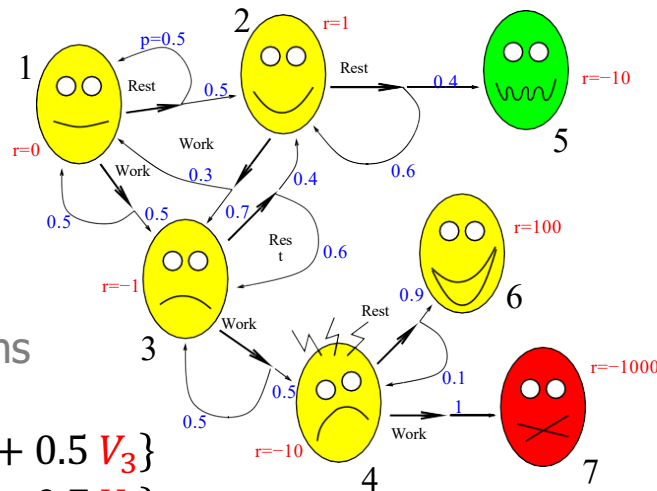 1
2
r=1
p=0.5
Rest
0.5
Rest
0.4
r=−10
5
r=0
Work
Work
0.3
0.6
0.5
0.5
0.7
0.4
Res
t
0.6
r=−1
3
r=100
6
0.9
Rest
Work
0.5
0.5
0.1
r=−10
4
1
Work
r=−1000
7
ns
+ 0.5 V₃}